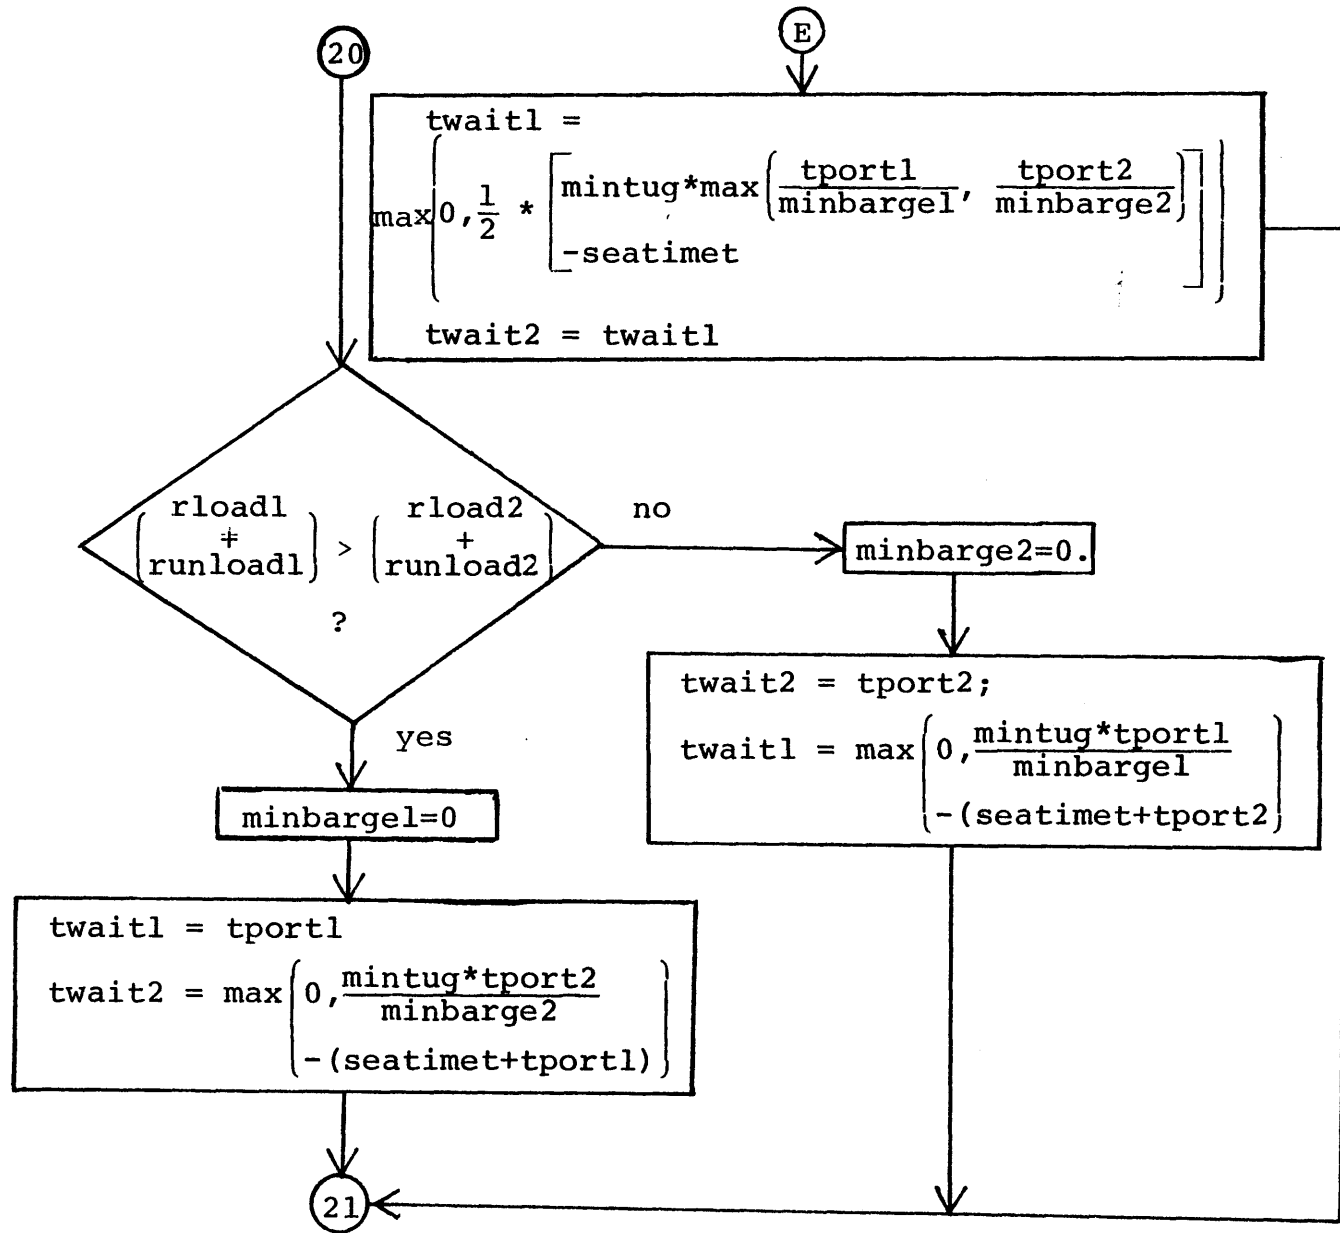 20
E
twait1 =
max(0, 1/2 * [mintug*max(tport1/minbarge1, tport2/minbarge2)
-seatimet])
twait2 = twait1
rload1
+
runload1
>
rload2
+
runload2
?
no
yes
minbarge2=0.
twait2 = tport2;
twait1 = max(0, mintug*tport1/minbarge1
-(seatimet+tport2)
minbarge1=0
twait1 = tport1
twait2 = max(0, mintug*tport2/minbarge2
-(seatimet+tport1))
21